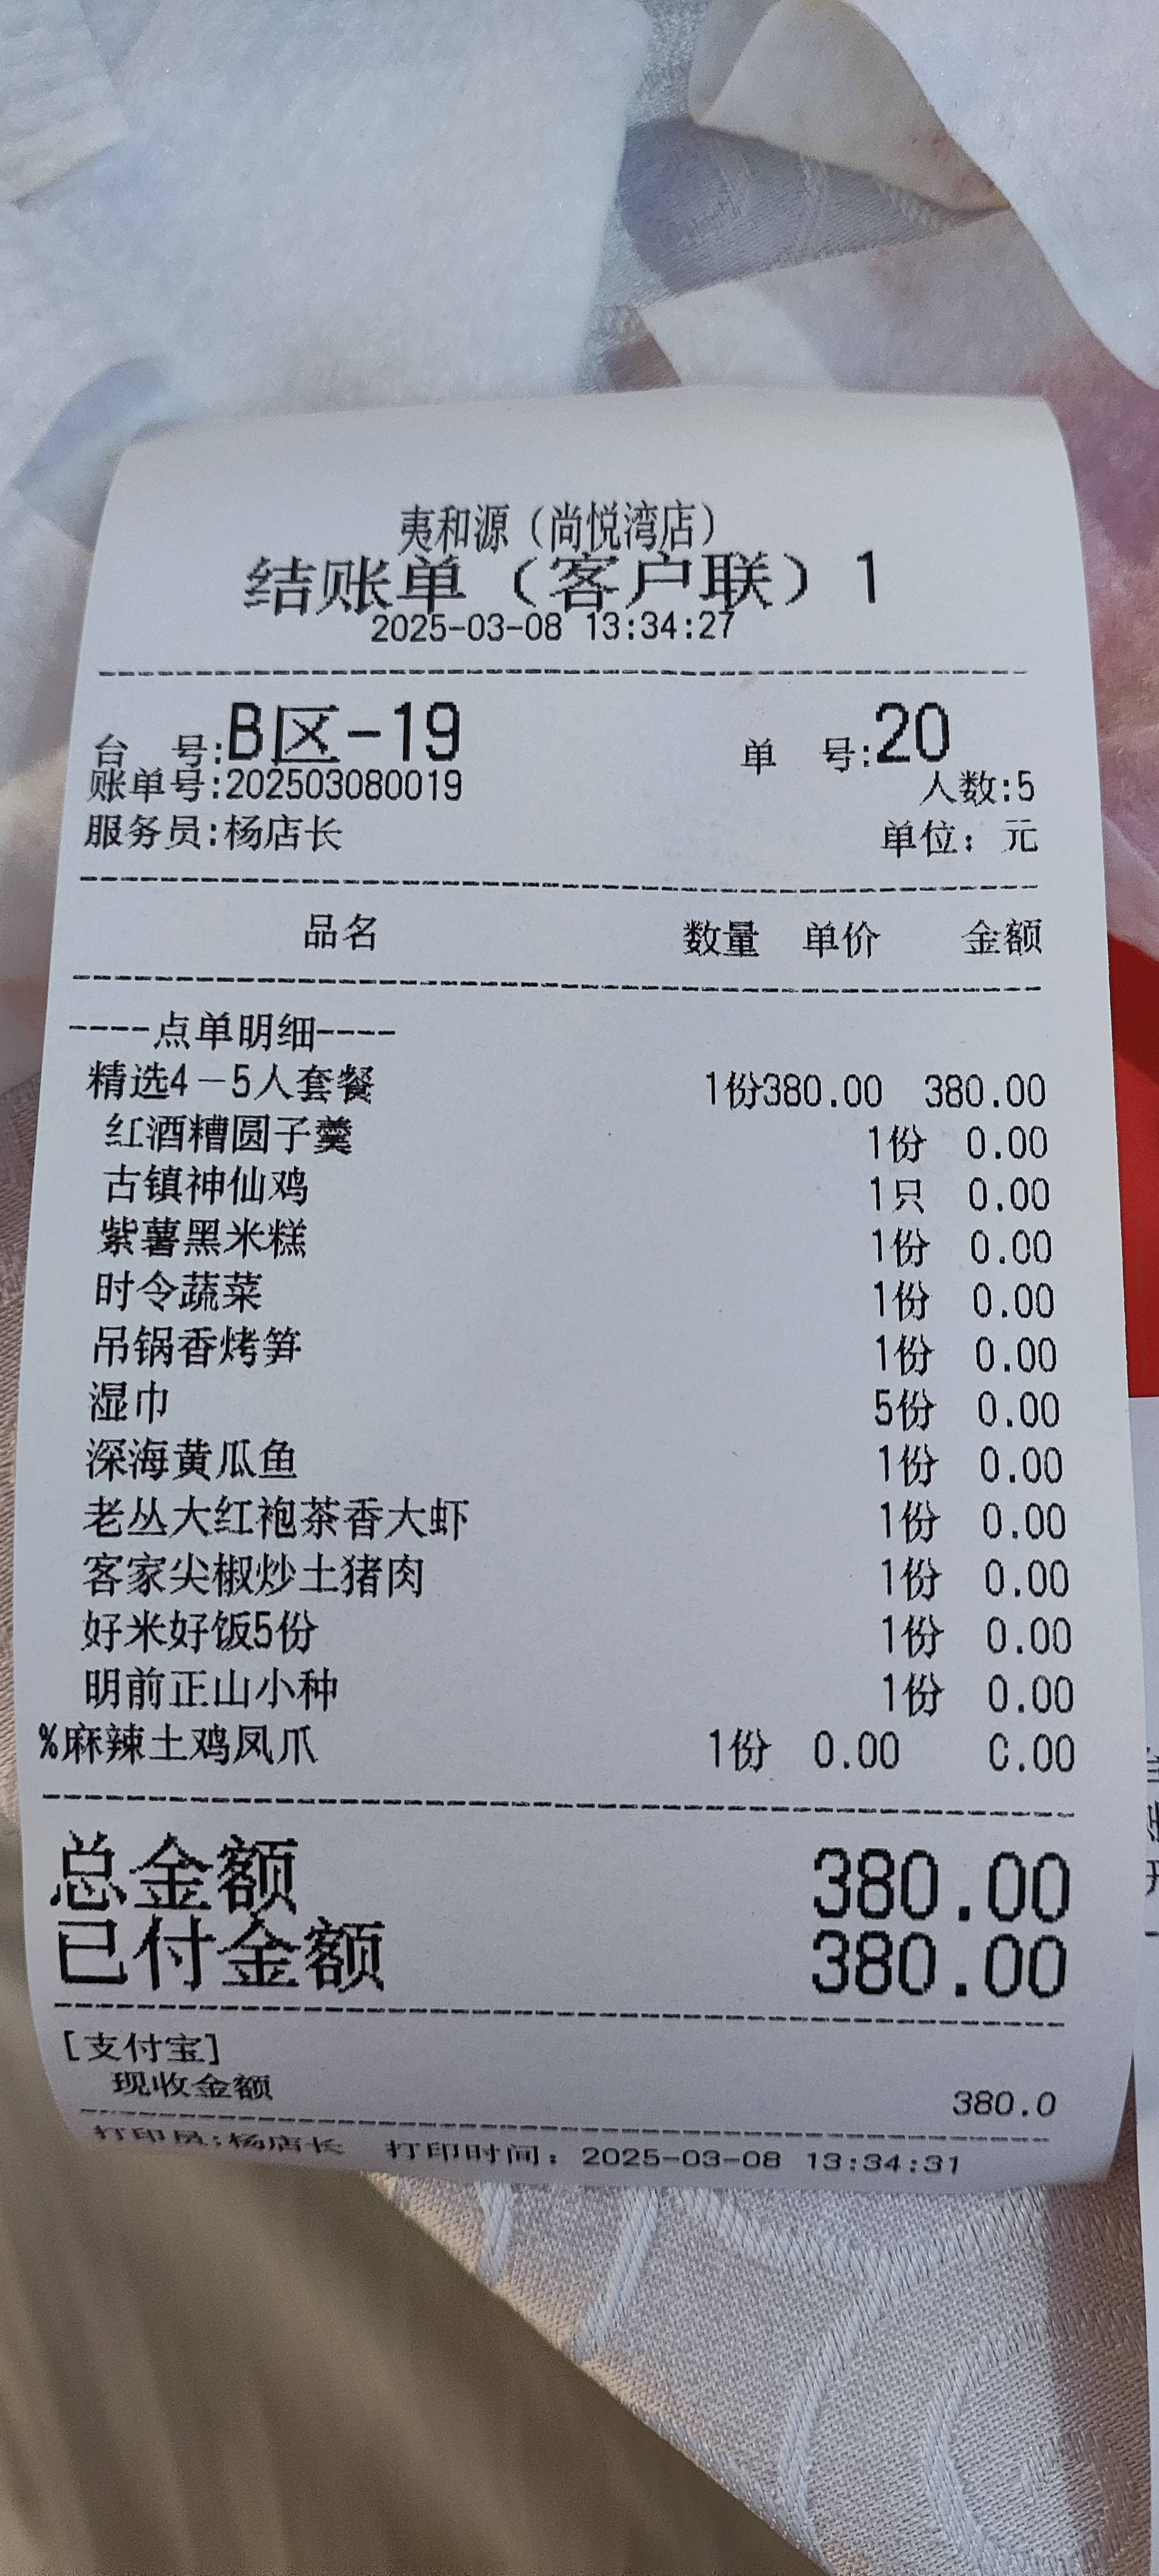 夷和源（尚悦湾店）
结账单（客户联）1
2025-03-08 13:34:27
台 号:B区-19 单 号:20
账单号:202503080019 人数:5
服务员:杨店长 单位：元
品名 数量 单价 金额
----点单明细----
精选4－5人套餐 1份380.00 380.00
红酒糟圆子羹 1份 0.00
古镇神仙鸡 1只 0.00
紫薯黑米糕 1份 0.00
时令蔬菜 1份 0.00
吊锅香烤笋 1份 0.00
湿巾 5份 0.00
深海黄瓜鱼 1份 0.00
老丛大红袍茶香大虾 1份 0.00
客家尖椒炒土猪肉 1份 0.00
好米好饭5份 1份 0.00
明前正山小种 1份 0.00
%麻辣土鸡凤爪 1份 0.00 0.00
总金额 380.00
已付金额 380.00
[支付宝]
现收金额 380.0
打印员:杨店长 打印时间：2025-03-08 13:34:31